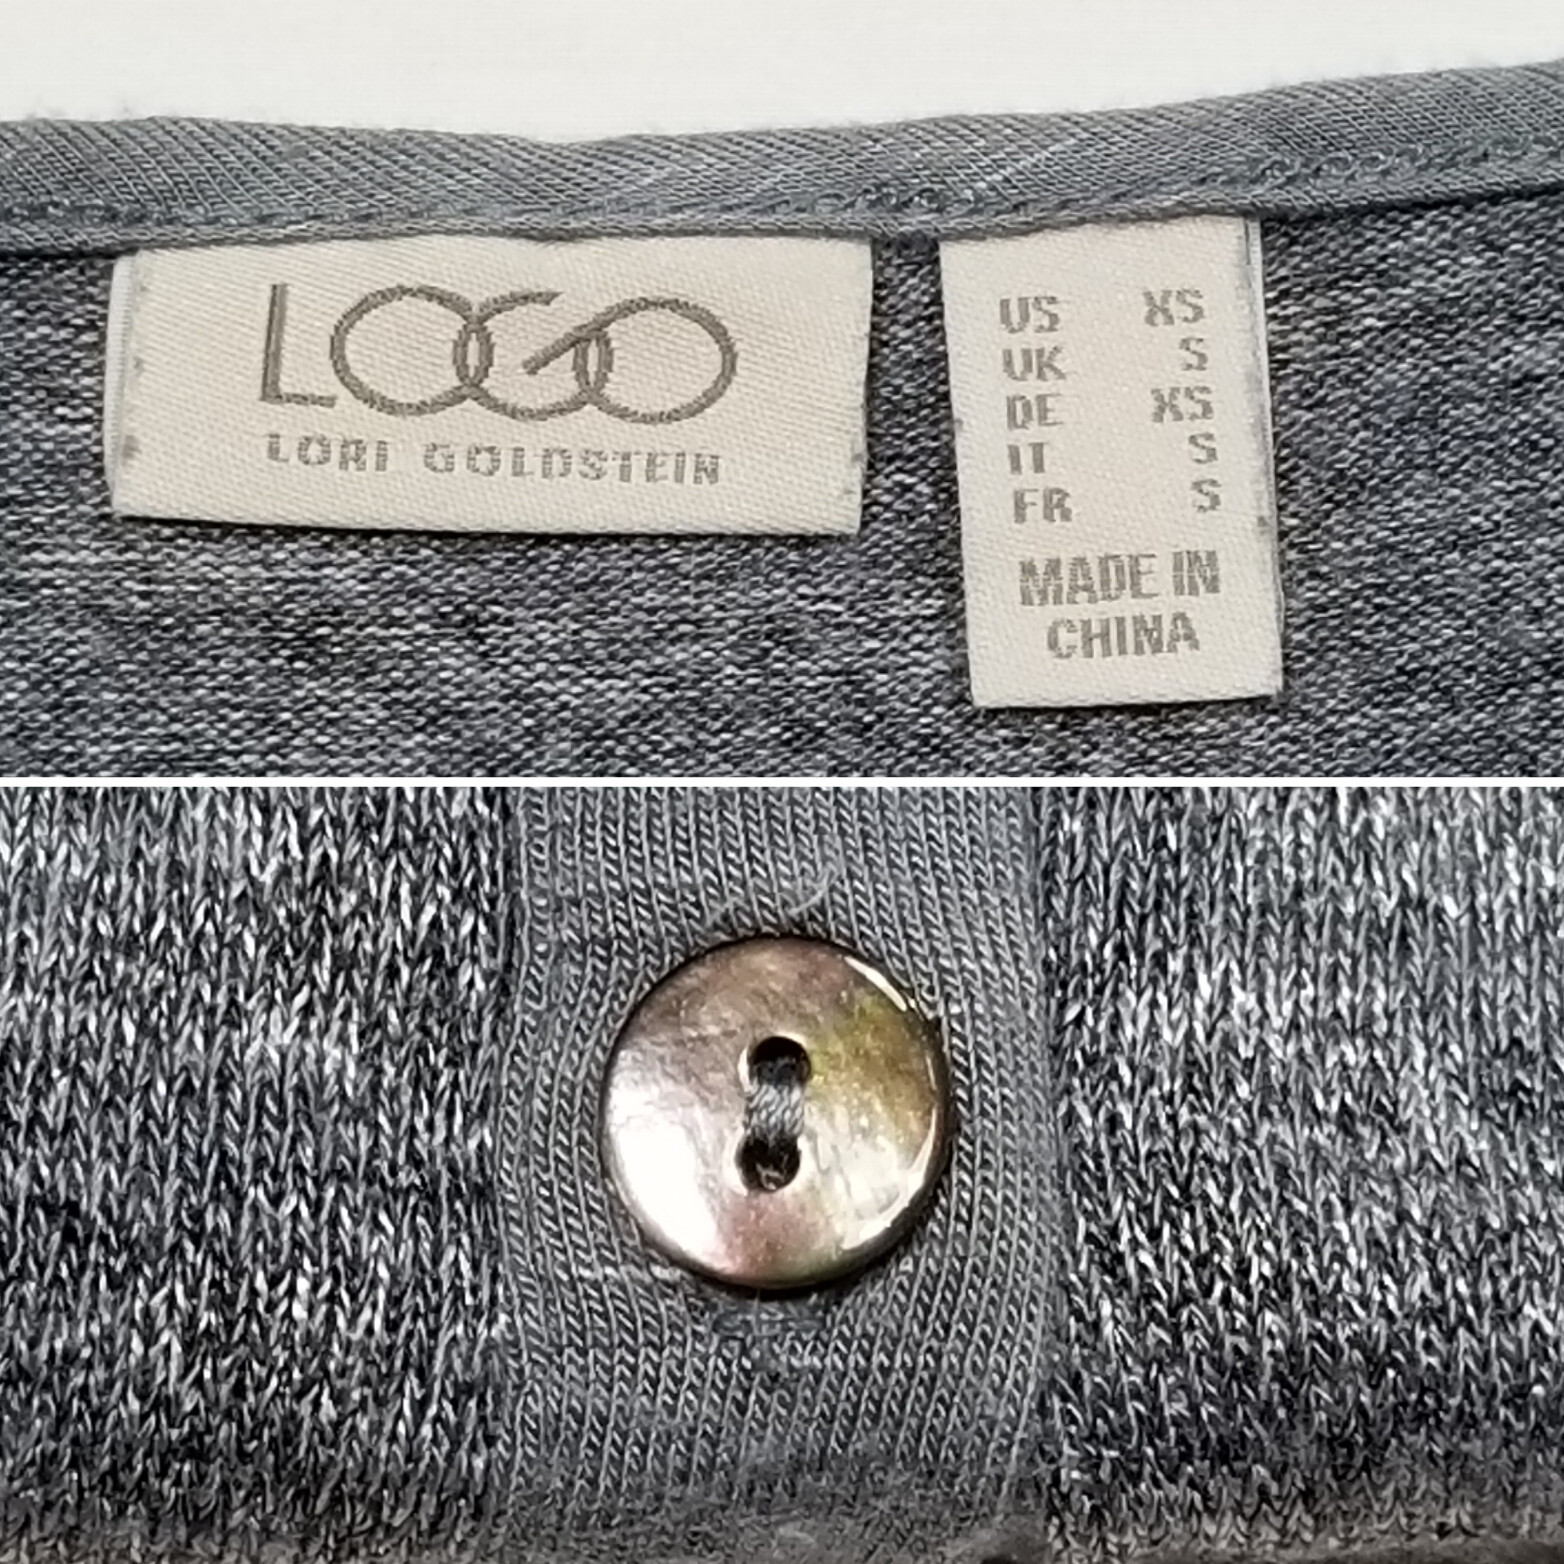 LOGO
LORI GOLDSTEIN
US XS
UK S
DE XS
IT S
FR S
MADE IN
CHINA